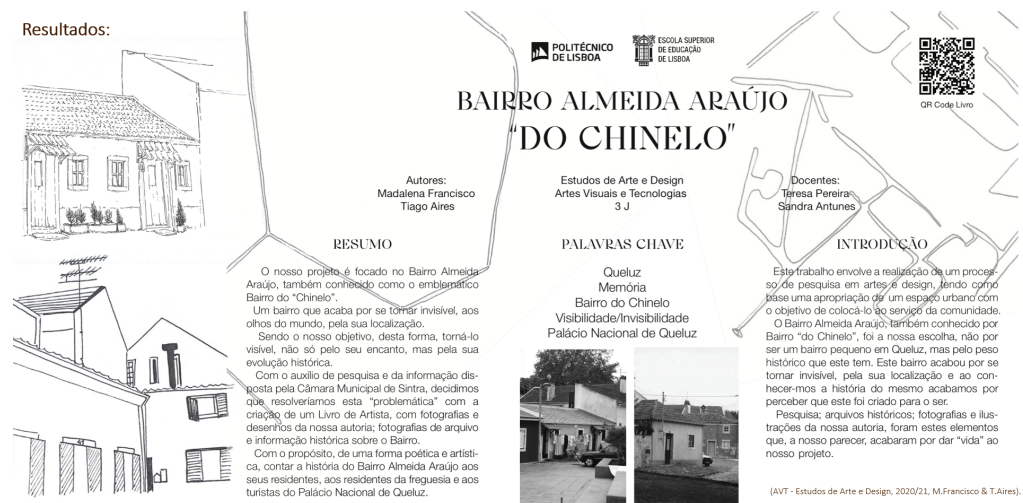 Resultados:
POLITÉCNICO
DE LISBOA
ESCOLA SUPERIOR
DE EDUCAÇÃO
DE LISBOA
QR Code Livro
BAIRRO ALMEIDA ARAÚJO
"DO CHINELO"
Autores:
Madalena Francisco
Tiago Aires
Estudos de Arte e Design
Artes Visuais e Tecnologias
3 J
Docentes:
Teresa Pereira
Sandra Antunes
RESUMO
O nosso projeto é focado no Bairro Almeida
Araújo, também conhecido como o emblemático
Bairro do “Chinelo”.
Um bairro que acaba por se tornar invisível, aos
olhos do mundo, pela sua localização.
Sendo o nosso objetivo, desta forma, torná-lo
visível, não só pelo seu encanto, mas pela sua
evolução histórica.
Com o auxílio de pesquisa e da informação dis-
posta pela Câmara Municipal de Sintra, decidimos
que resolveríamos esta “problemática” com a
criação de um Livro de Artista, com fotografias e
desenhos da nossa autoria; fotografias de arquivo
e informação histórica sobre o Bairro.
Com o propósito, de uma forma poética e artísti-
ca, contar a história do Bairro Almeida Araújo aos
seus residentes, aos residentes da freguesia e aos
turistas do Palácio Nacional de Queluz.
PALAVRAS CHAVE
Queluz
Memória
Bairro do Chinelo
Visibilidade/Invisibilidade
Palácio Nacional de Queluz
INTRODUÇÃO
Este trabalho envolve a realização de um proces-
so de pesquisa em artes e design, tendo como
base uma apropriação de um espaço urbano com
o objetivo de colocá-lo ao serviço da comunidade.
O Bairro Almeida Araújo, também conhecido por
Bairro “do Chinelo”, foi a nossa escolha, não por
ser um bairro pequeno em Queluz, mas pelo peso
histórico que este tem. Este bairro acabou por se
tornar invisível, pela sua localização e ao con-
hecer-mos a história do mesmo acabamos por
perceber que este foi criado para o ser.
Pesquisa; arquivos históricos; fotografias e ilus-
trações da nossa autoria, foram estes elementos
que, a nosso parecer, acabaram por dar “vida” ao
nosso projeto.
(AVT - Estudos de Arte e Design, 2020/21, M.Francisco & T.Aires).